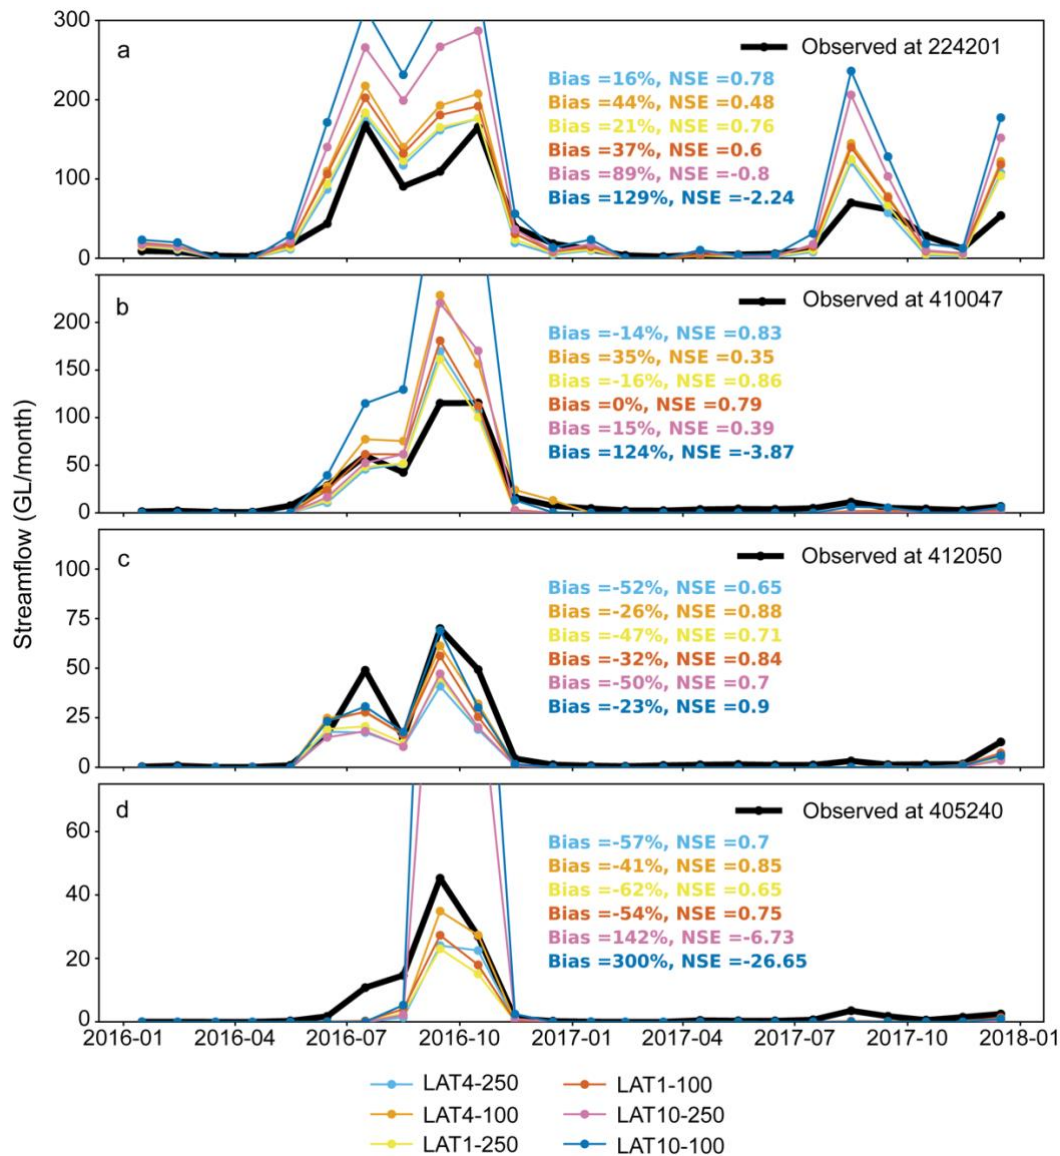 Streamflow (GL/month)
300
200
100
0
a
Observed at 224201
Bias =16%, NSE =0.78
Bias =44%, NSE =0.48
Bias =21%, NSE =0.76
Bias =37%, NSE =0.6
Bias =89%, NSE =-0.8
Bias =129%, NSE =-2.24
200
150
100
50
0
b
Observed at 410047
Bias =-14%, NSE =0.83
Bias =35%, NSE =0.35
Bias =-16%, NSE =0.86
Bias =0%, NSE =0.79
Bias =15%, NSE =0.39
Bias =124%, NSE =-3.87
100
75
50
25
0
c
Observed at 412050
Bias =-52%, NSE =0.65
Bias =-26%, NSE =0.88
Bias =-47%, NSE =0.71
Bias =-32%, NSE =0.84
Bias =-50%, NSE =0.7
Bias =-23%, NSE =0.9
60
40
20
0
d
Observed at 405240
Bias =-57%, NSE =0.7
Bias =-41%, NSE =0.85
Bias =-62%, NSE =0.65
Bias =-54%, NSE =0.75
Bias =142%, NSE =-6.73
Bias =300%, NSE =-26.65
2016-01 2016-04 2016-07 2016-10 2017-01 2017-04 2017-07 2017-10 2018-01
LAT4-250
LAT4-100
LAT1-250
LAT1-100
LAT10-250
LAT10-100